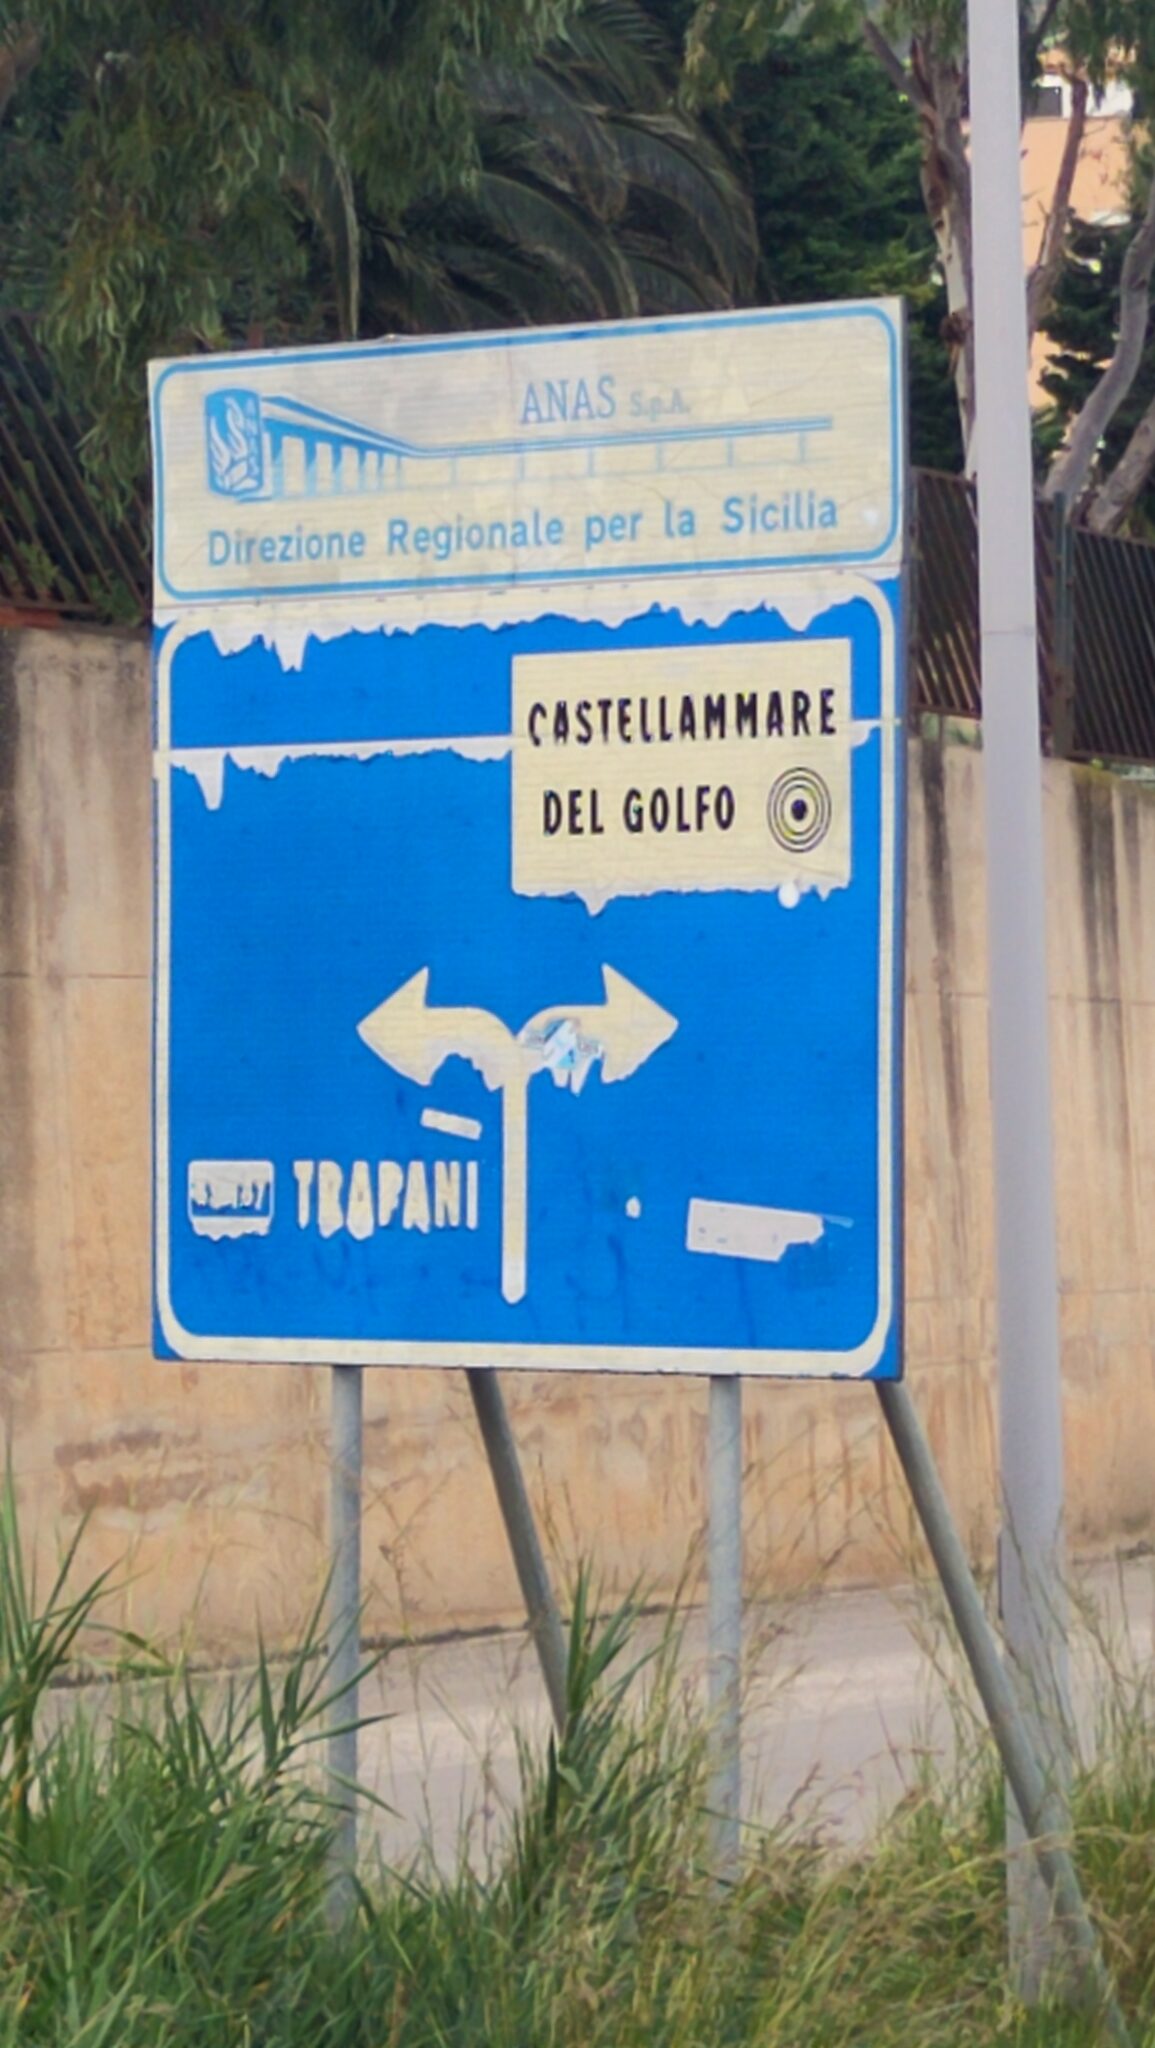 ANAS S.p.A.
Direzione Regionale per la Sicilia
CASTELLAMMARE
DEL GOLFO
TRAPANI